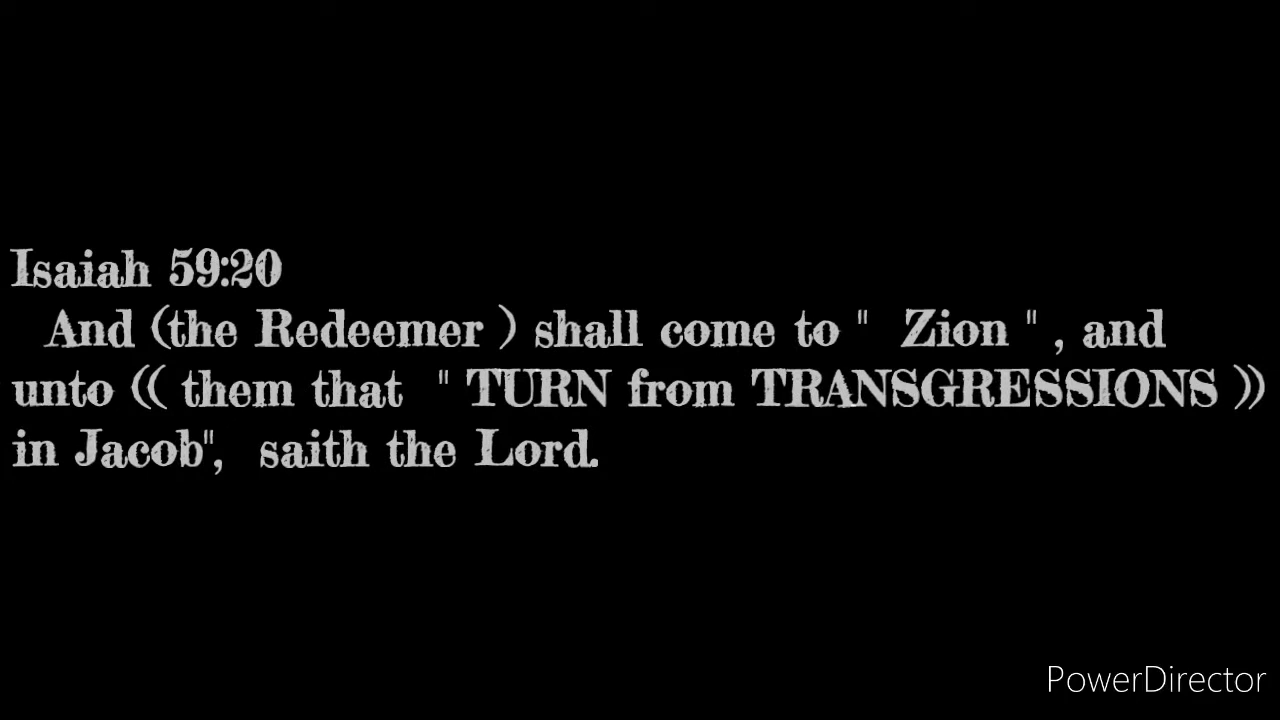 Isaiah 59:20
And (the Redeemer ) shall come to " Zion " , and
unto (( them that " TURN from TRANSGRESSIONS ))
in Jacob", saith the Lord.
PowerDirector